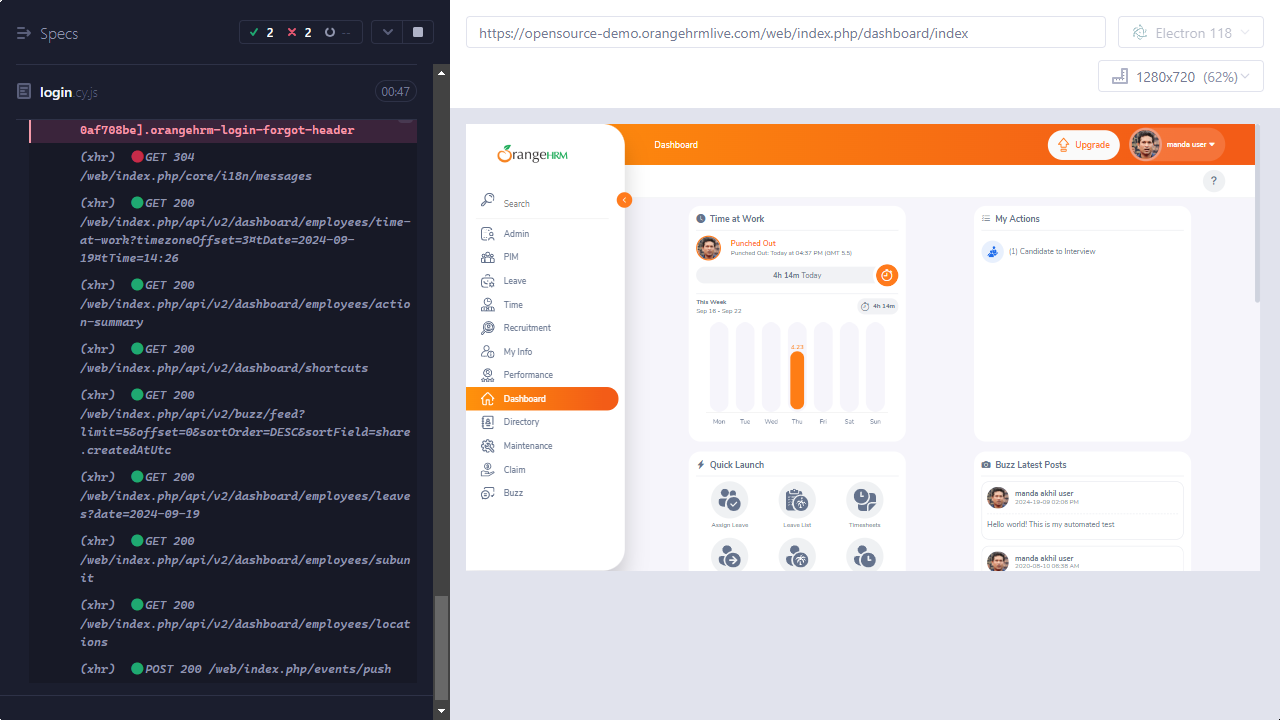 Specs
2
2
--
login.cy.js
00:47
0af708be].orangehrm-login-forgot-header
(xhr) GET 304
/web/index.php/core/i18n/messages
(xhr) GET 200
/web/index.php/api/v2/dashboard/employees/time-
at-work?timezoneOffset=3¤tDate=2024-09-
19¤tTime=14:26
(xhr) GET 200
/web/index.php/api/v2/dashboard/employees/actio
n-summary
(xhr) GET 200
/web/index.php/api/v2/dashboard/shortcuts
(xhr) GET 200
/web/index.php/api/v2/buzz/feed?
limit=5&offset=0&sortOrder=DESC&sortField=share
.createdAtUtc
(xhr) GET 200
/web/index.php/api/v2/dashboard/employees/leave
s?date=2024-09-19
(xhr) GET 200
/web/index.php/api/v2/dashboard/employees/subun
it
(xhr) GET 200
/web/index.php/api/v2/dashboard/employees/locat
ions
(xhr) POST 200 /web/index.php/events/push
https://opensource-demo.orangehrmlive.com/web/index.php/dashboard/index
Electron 118
1280x720 (62%)
OrangeHRM
Dashboard
Upgrade
manda user
?
Search
Admin
PIM
Leave
Time
Recruitment
My Info
Performance
Dashboard
Directory
Maintenance
Claim
Buzz
Time at Work
Punched Out
Punched Out: Today at 04:37 PM (GMT 5.5)
4h 14m Today
This Week
Sep 16 - Sep 22
4h 14m
4.23
Mon Tue Wed Thu Fri Sat Sun
My Actions
(1) Candidate to Interview
Quick Launch
Assign Leave
Leave List
Timesheets
Buzz Latest Posts
manda akhil user
2024-19-09 02:06 PM
Hello world! This is my automated test
manda akhil user
2020-08-10 08:38 AM